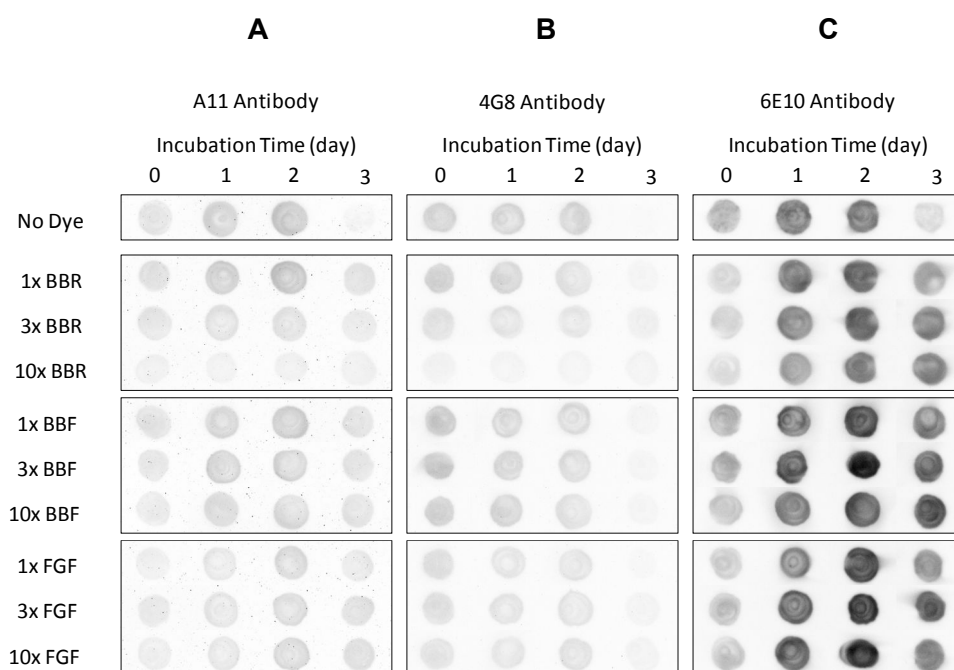 A B C
A11 Antibody 4G8 Antibody 6E10 Antibody
Incubation Time (day) Incubation Time (day) Incubation Time (day)
0 1 2 3 0 1 2 3 0 1 2 3
No Dye
1x BBR
3x BBR
10x BBR
1x BBF
3x BBF
10x BBF
1x FGF
3x FGF
10x FGF